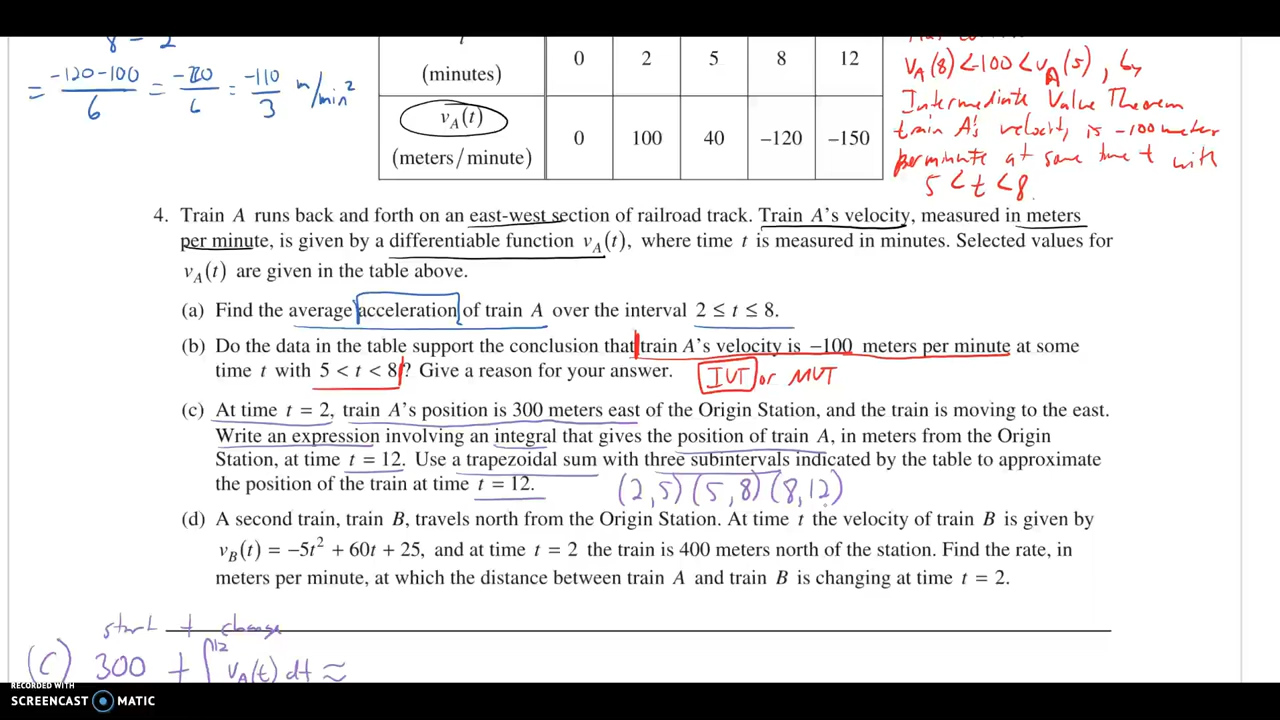 8 - 2
= -120-100 / 6 = -220 / 6 = -110 / 3 m/min²
t
(minutes) 0 2 5 8 12
v_A(t)
(meters/minute) 0 100 40 −120 −150
v_A(8) < -100 < v_A(5), by
Intermediate Value Theorem
train A's velocity is -100 meters
per minute at some time t with
5 < t < 8.
4. Train A runs back and forth on an east-west section of railroad track. Train A's velocity, measured in meters
per minute, is given by a differentiable function v_A(t), where time t is measured in minutes. Selected values for
v_A(t) are given in the table above.
(a) Find the average acceleration of train A over the interval 2 ≤ t ≤ 8.
(b) Do the data in the table support the conclusion that train A's velocity is −100 meters per minute at some
time t with 5 < t < 8? Give a reason for your answer. IVT or MVT
(c) At time t = 2, train A's position is 300 meters east of the Origin Station, and the train is moving to the east.
Write an expression involving an integral that gives the position of train A, in meters from the Origin
Station, at time t = 12. Use a trapezoidal sum with three subintervals indicated by the table to approximate
the position of the train at time t = 12. (2,5) (5,8) (8,12)
(d) A second train, train B, travels north from the Origin Station. At time t the velocity of train B is given by
v_B(t) = −5t² + 60t + 25, and at time t = 2 the train is 400 meters north of the station. Find the rate, in
meters per minute, at which the distance between train A and train B is changing at time t = 2.
start + change
(C) 300 + ∫¹² v_A(t) dt ≈
RECORDED WITH
SCREENCAST MATIC